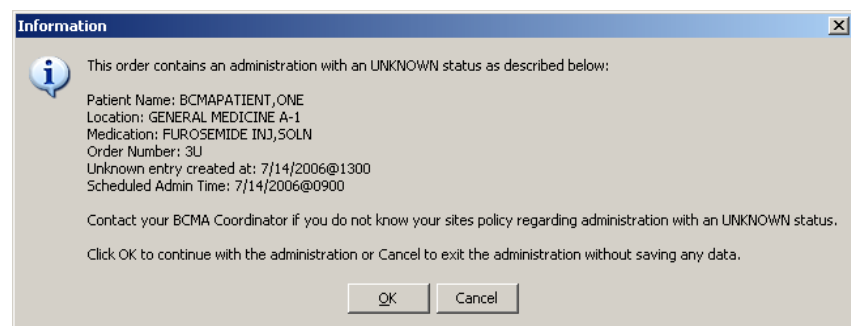 Information
This order contains an administration with an UNKNOWN status as described below:
Patient Name: BCMAPATIENT,ONE
Location: GENERAL MEDICINE A-1
Medication: FUROSEMIDE INJ,SOLN
Order Number: 3U
Unknown entry created at: 7/14/2006@1300
Scheduled Admin Time: 7/14/2006@0900
Contact your BCMA Coordinator if you do not know your sites policy regarding administration with an UNKNOWN status.
Click OK to continue with the administration or Cancel to exit the administration without saving any data.
OK Cancel